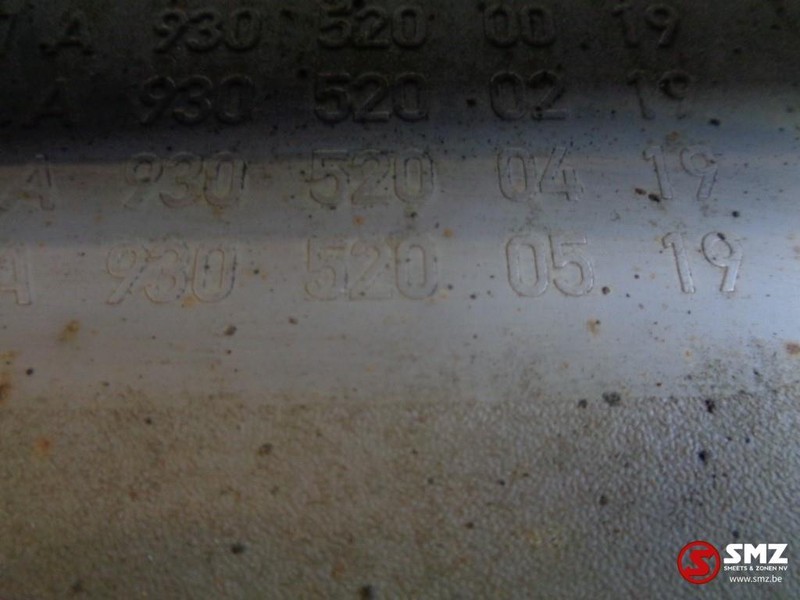 .A 930 520 00 19
.A 930 520 02 19
.A 930 520 04 19
A 930 520 05 19
SMZ
SMEETS & ZONEN NV
www.smz.be